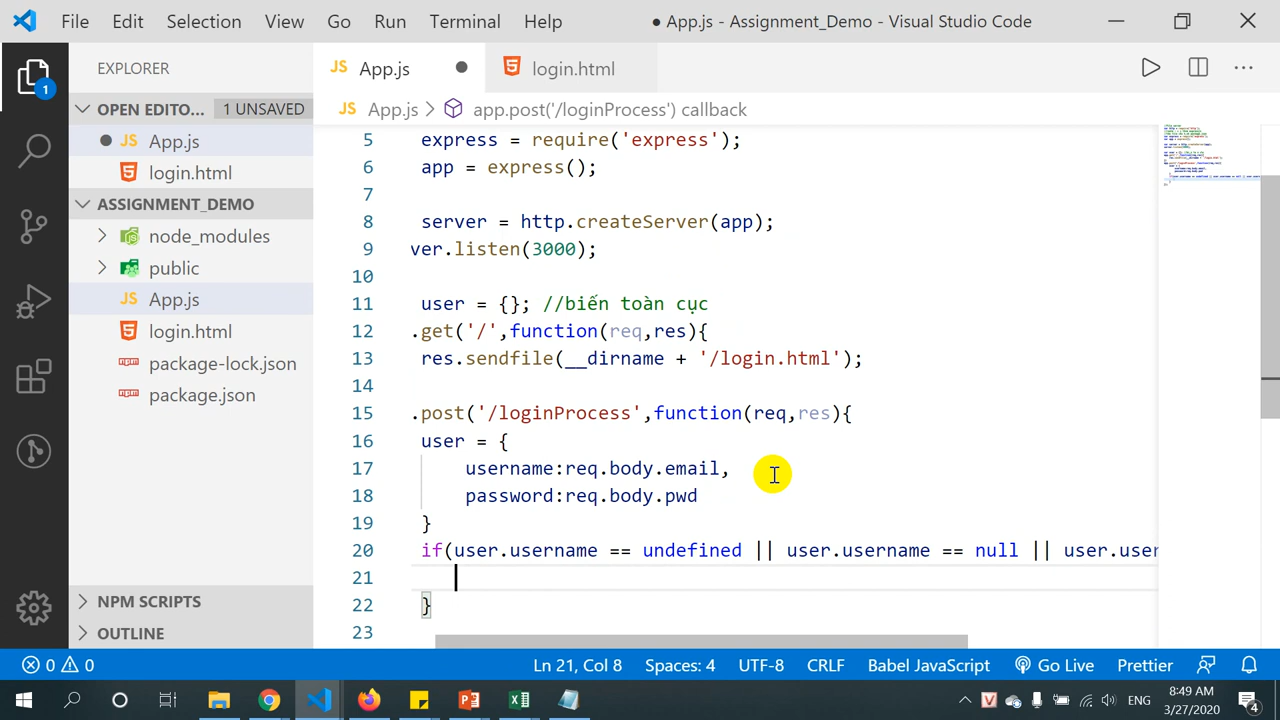 File Edit Selection View Go Run Terminal Help
● App.js - Assignment_Demo - Visual Studio Code
EXPLORER
OPEN EDITO... 1 UNSAVED
JS App.js
login.html
ASSIGNMENT_DEMO
node_modules
public
JS App.js
login.html
package-lock.json
package.json
NPM SCRIPTS
OUTLINE
1
JS App.js ● login.html
JS App.js > app.post('/loginProcess') callback
5 express = require('express');
6 app = express();
7
8 server = http.createServer(app);
9 ver.listen(3000);
10
11 user = {}; //biến toàn cục
12 .get('/',function(req,res){
13 res.sendfile(__dirname + '/login.html');
14
15 .post('/loginProcess',function(req,res){
16 user = {
17 username:req.body.email,
18 password:req.body.pwd
19 }
20 if(user.username == undefined || user.username == null || user.user
21
22 }
23
0 0 Ln 21, Col 8 Spaces: 4 UTF-8 CRLF Babel JavaScript Go Live Prettier
ENG 8:49 AM
3/27/2020 4